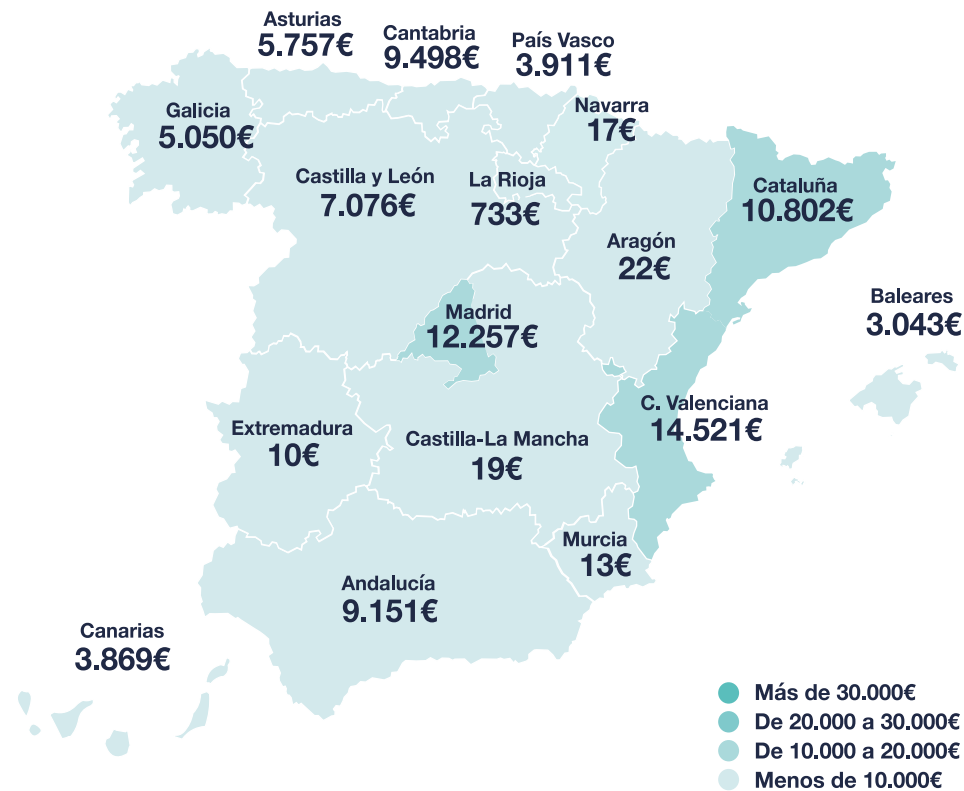 Asturias
5.757€
Cantabria
9.498€
País Vasco
3.911€
Navarra
17€
Galicia
5.050€
Castilla y León
7.076€
La Rioja
733€
Cataluña
10.802€
Aragón
22€
Baleares
3.043€
Madrid
12.257€
C. Valenciana
14.521€
Extremadura
10€
Castilla-La Mancha
19€
Murcia
13€
Andalucía
9.151€
Canarias
3.869€
Más de 30.000€
De 20.000 a 30.000€
De 10.000 a 20.000€
Menos de 10.000€